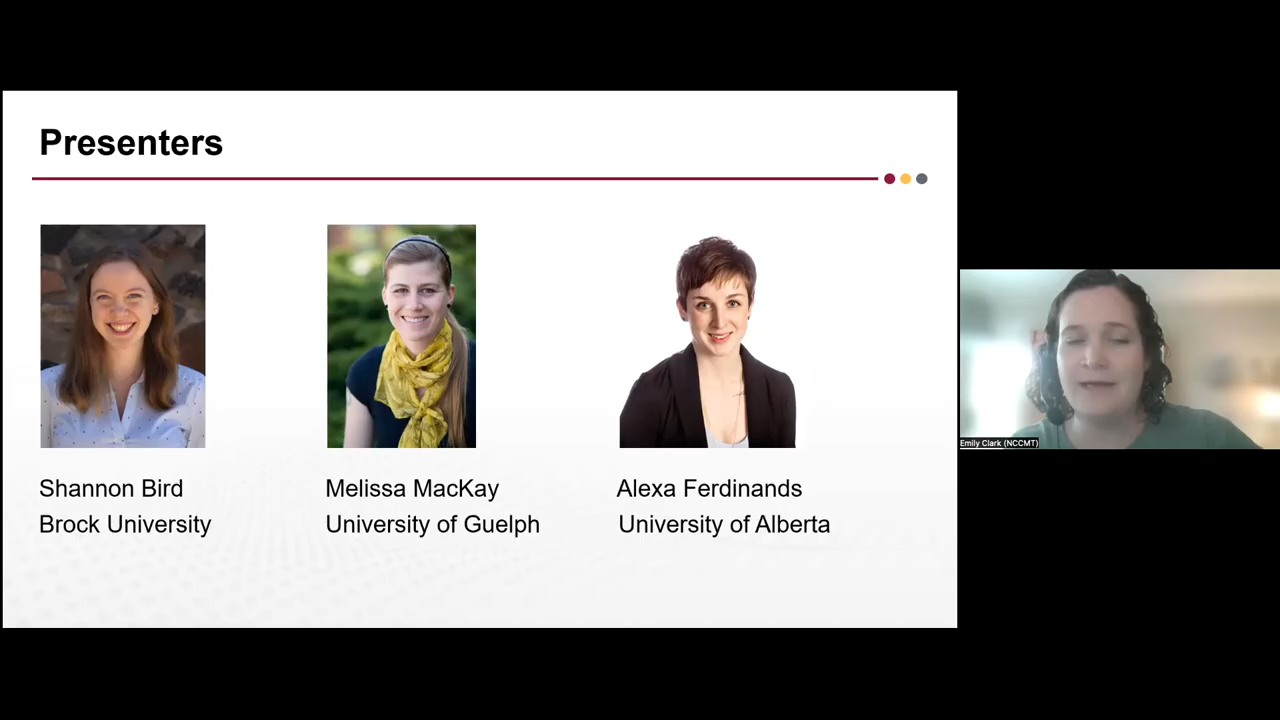 Presenters
Shannon Bird
Brock University
Melissa MacKay
University of Guelph
Alexa Ferdinands
University of Alberta
Emily Clark (NCCMT)